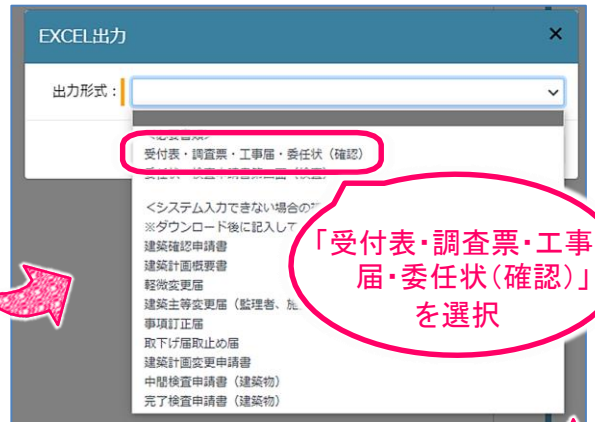 EXCEL出力
×
出力形式：
受付表・調査票・工事届・委任状（確認）
＜システム入力できない場合の
※ダウンロード後に記入して
建築確認申請書
建築計画概要書
軽微変更届
建築主等変更届（監理者、施
事項訂正届
取下げ届取止め届
建築計画変更申請書
中間検査申請書（建築物）
完了検査申請書（建築物）
「受付表・調査票・工事
届・委任状（確認）」
を選択